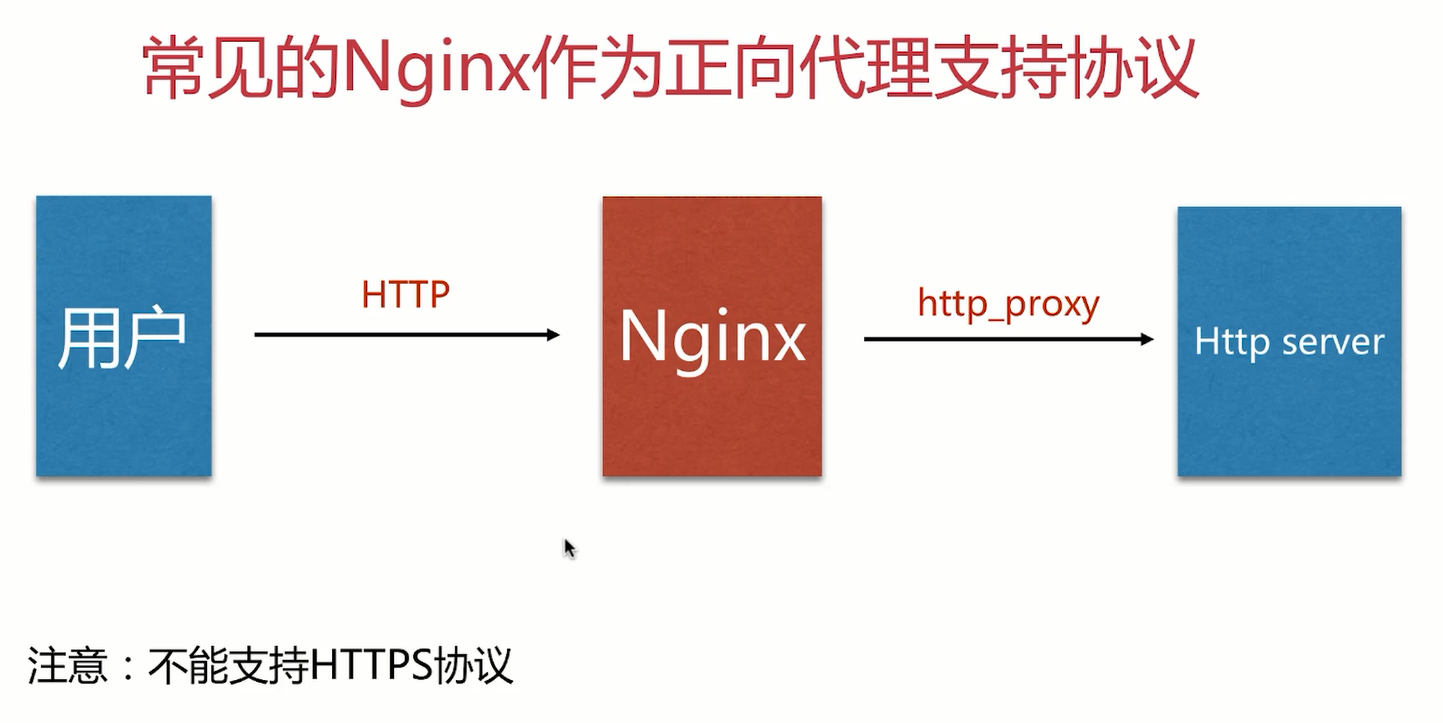 常见的Nginx作为正向代理支持协议
HTTP
http_proxy
用户
Nginx
Http server
注意：不能支持HTTPS协议